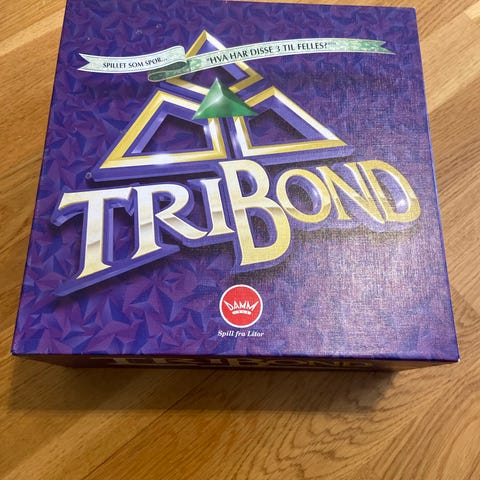 SPILLET SOM SPØR...
"HVA HAR DISSE 3 TIL FELLES?"
TRIBOND
DAMM
Spill fra Litor
TRIBOND